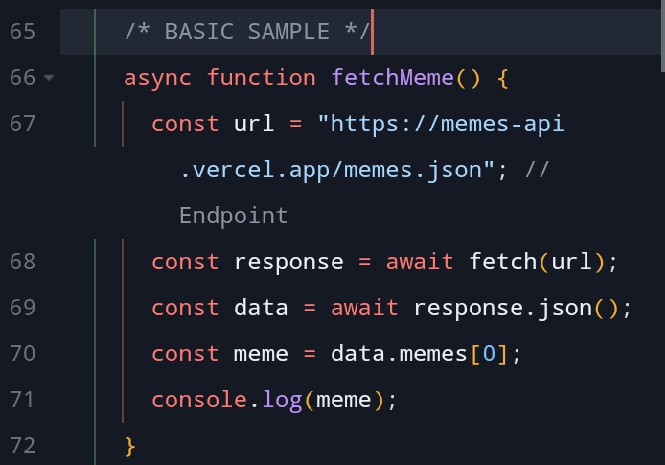 65 /* BASIC SAMPLE */
66 async function fetchMeme() {
67 const url = "https://memes-api
.vercel.app/memes.json"; //
Endpoint
68 const response = await fetch(url);
69 const data = await response.json();
70 const meme = data.memes[0];
71 console.log(meme);
72 }